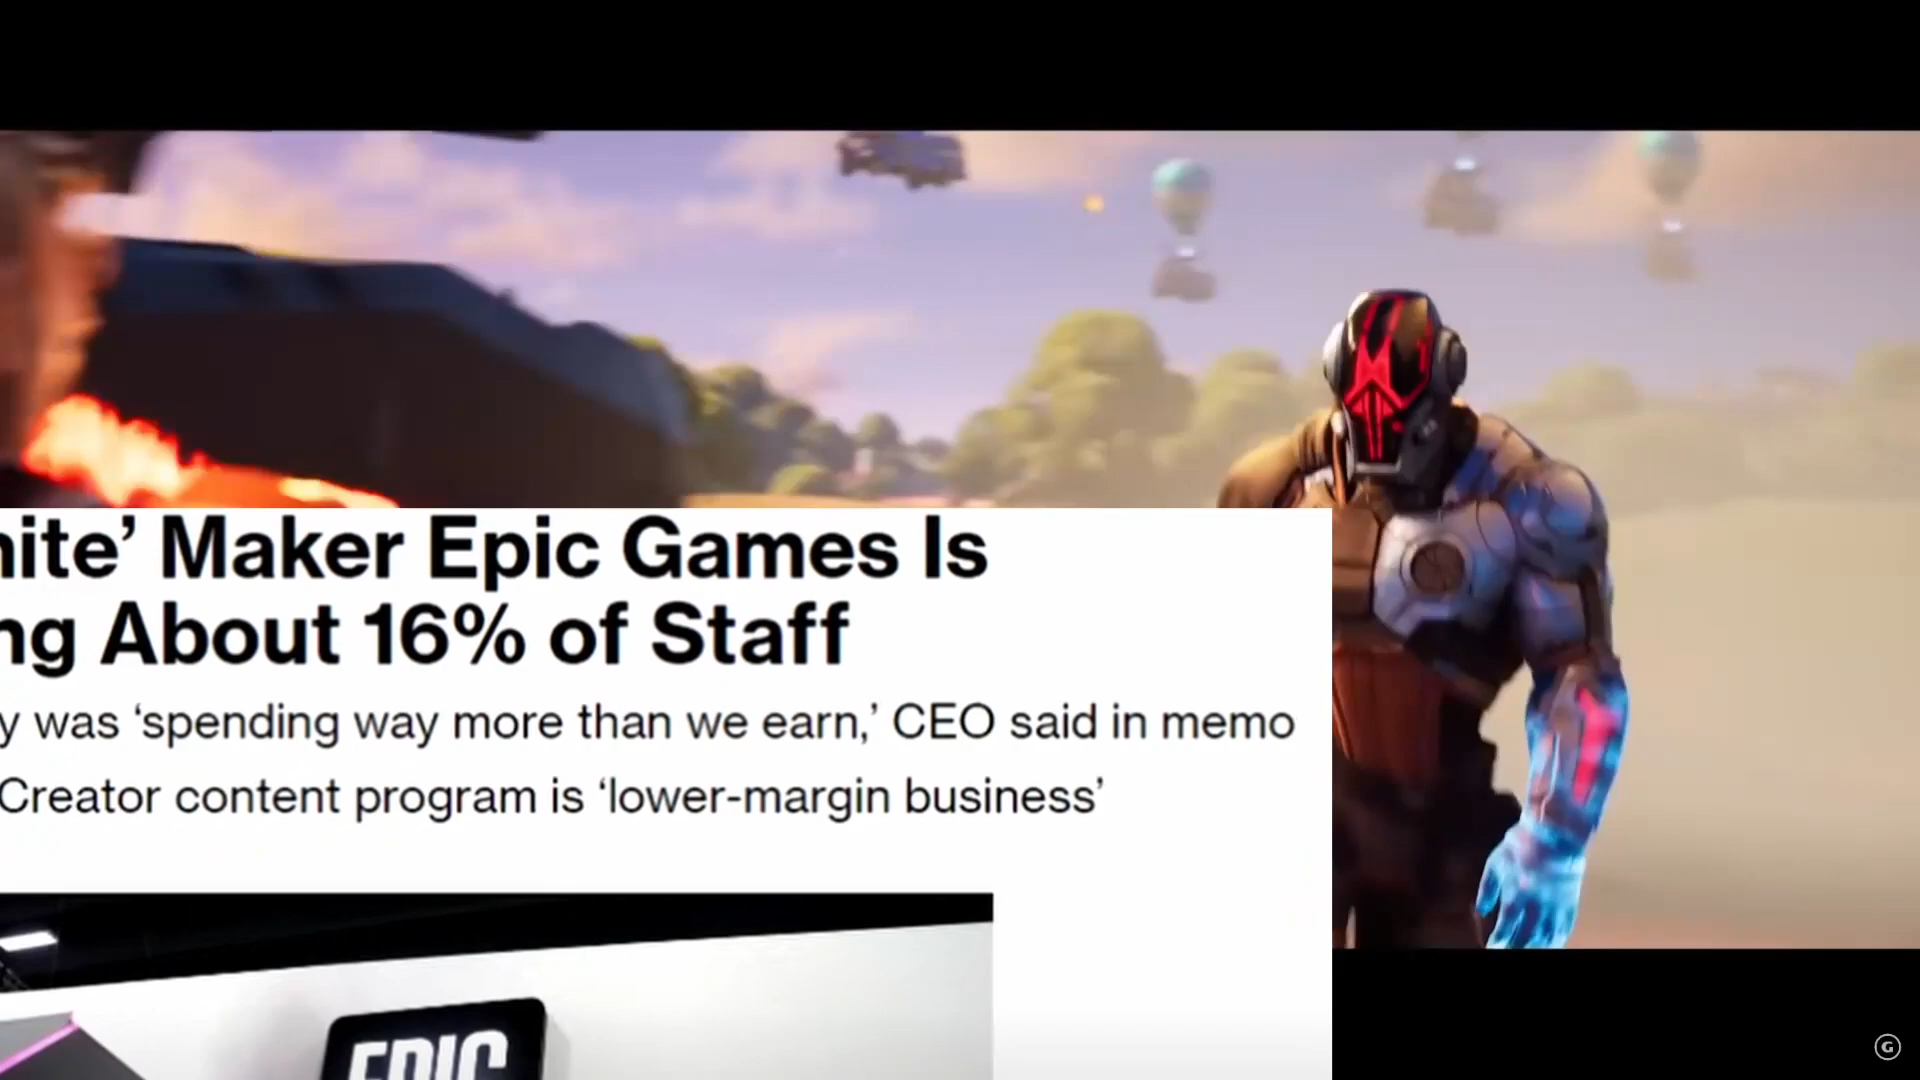 nite’ Maker Epic Games Is
ng About 16% of Staff
y was ‘spending way more than we earn,’ CEO said in memo
Creator content program is ‘lower-margin business’
EPIC
G